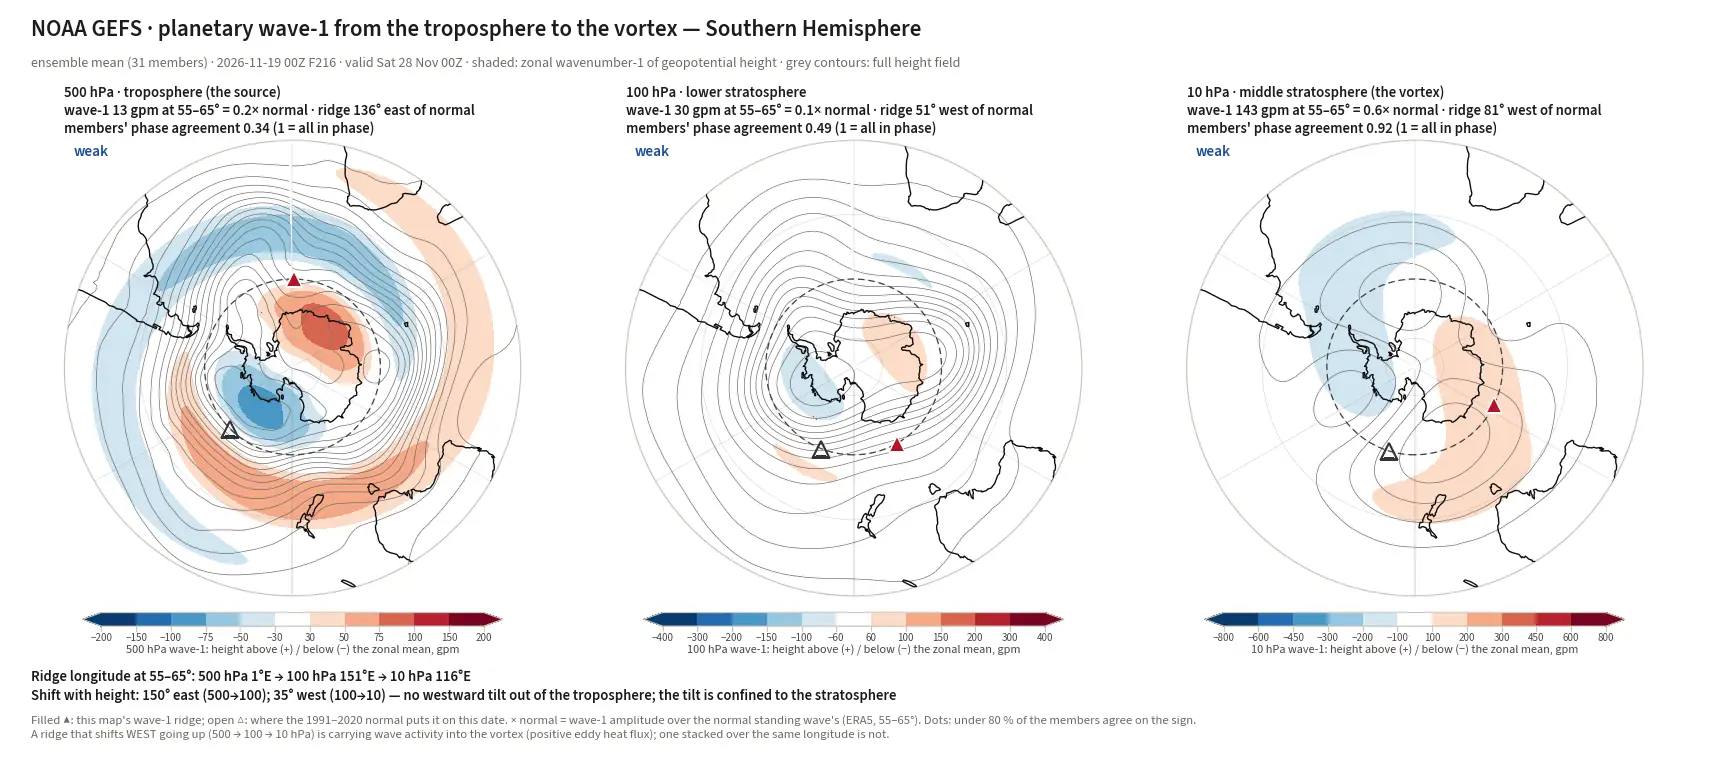 NOAA GEFS · planetary wave-1 from the troposphere to the vortex — Southern Hemisphere
ensemble mean (31 members) · 2026-11-19 00Z F216 · valid Sat 28 Nov 00Z · shaded: zonal wavenumber-1 of geopotential height · grey contours: full height field
500 hPa · troposphere (the source)
wave-1 13 gpm at 55–65° = 0.2× normal · ridge 136° east of normal
members' phase agreement 0.34 (1 = all in phase)
weak
100 hPa · lower stratosphere
wave-1 30 gpm at 55–65° = 0.1× normal · ridge 51° west of normal
members' phase agreement 0.49 (1 = all in phase)
weak
10 hPa · middle stratosphere (the vortex)
wave-1 143 gpm at 55–65° = 0.6× normal · ridge 81° west of normal
members' phase agreement 0.92 (1 = all in phase)
weak
−200 −150 −100 −75 −50 −30 30 50 75 100 150 200
500 hPa wave-1: height above (+) / below (−) the zonal mean, gpm
−400 −300 −200 −150 −100 −60 60 100 150 200 300 400
100 hPa wave-1: height above (+) / below (−) the zonal mean, gpm
−800 −600 −450 −300 −200 −100 100 200 300 450 600 800
10 hPa wave-1: height above (+) / below (−) the zonal mean, gpm
Ridge longitude at 55–65°: 500 hPa 1°E → 100 hPa 151°E → 10 hPa 116°E
Shift with height: 150° east (500→100); 35° west (100→10) — no westward tilt out of the troposphere; the tilt is confined to the stratosphere
Filled ▲: this map's wave-1 ridge; open △: where the 1991–2020 normal puts it on this date. × normal = wave-1 amplitude over the normal standing wave's (ERA5, 55–65°). Dots: under 80 % of the members agree on the sign.
A ridge that shifts WEST going up (500 → 100 → 10 hPa) is carrying wave activity into the vortex (positive eddy heat flux); one stacked over the same longitude is not.